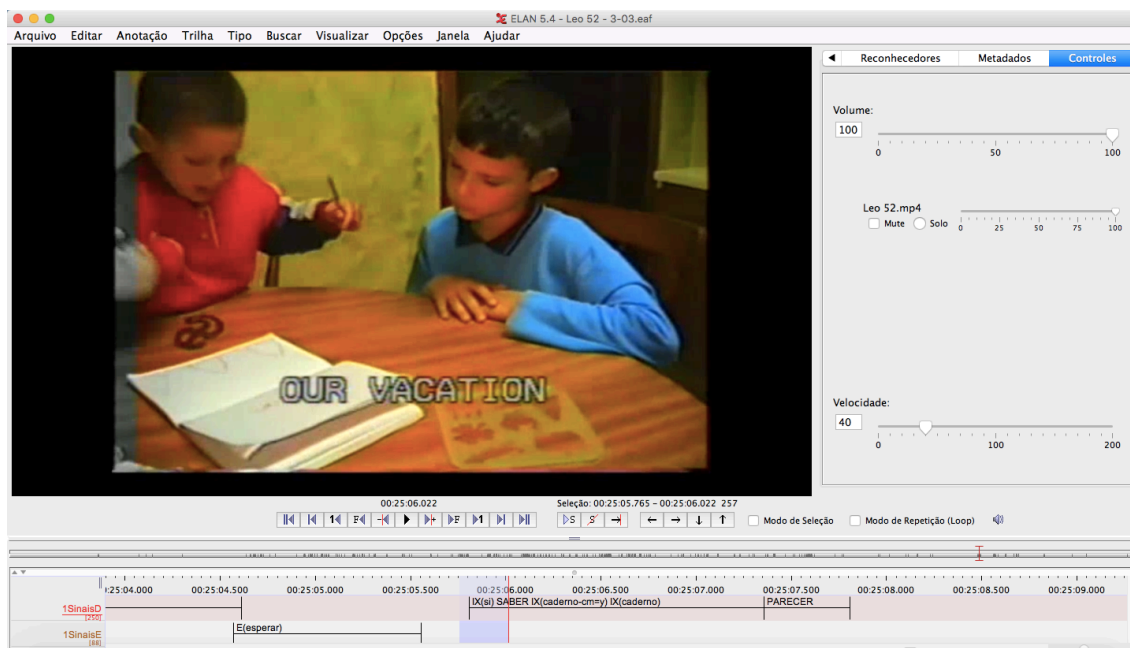 ELAN 5.4 - Leo 52 - 3-03.eaf
Arquivo Editar Anotação Trilha Tipo Buscar Visualizar Opções Janela Ajudar
Reconhecedores Metadados Controles
Volume:
100
0 50 100
Leo 52.mp4
Mute Solo
0 25 50 75 100
OUR VACATION
Velocidade:
40
0 100 200
00:25:06.022 Seleção: 00:25:05.765 - 00:25:06.022 257
1 F F 1 S S Modo de Seleção Modo de Repetição (Loop)
):25:04.000 00:25:04.500 00:25:05.000 00:25:05.500 00:25:06.000 00:25:06.500 00:25:07.000 00:25:07.500 00:25:08.000 00:25:08.500 00:25:09.000
1SinaisD IX(si) SABER IX(caderno-cm=y) IX(caderno) PARECER
[250]
1SinaisE E(esperar)
[88]